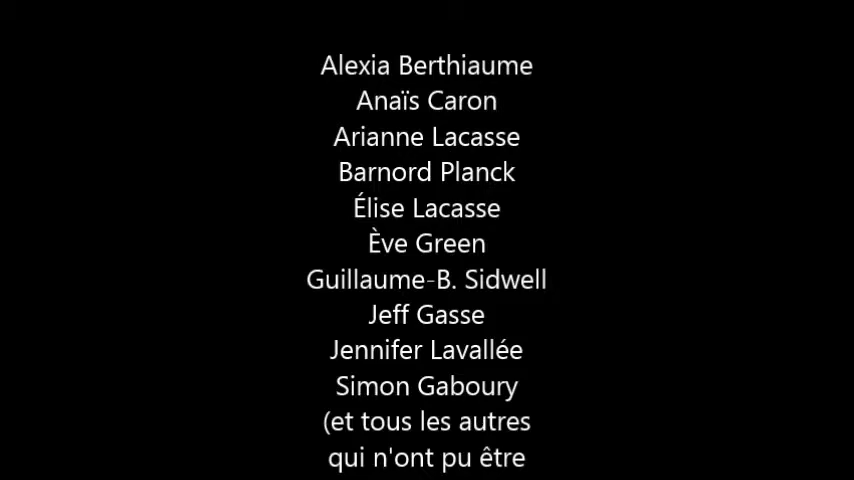 Alexia Berthiaume
Anaïs Caron
Arianne Lacasse
Barnord Planck
Élise Lacasse
Ève Green
Guillaume-B. Sidwell
Jeff Gasse
Jennifer Lavallée
Simon Gaboury
(et tous les autres
qui n'ont pu être